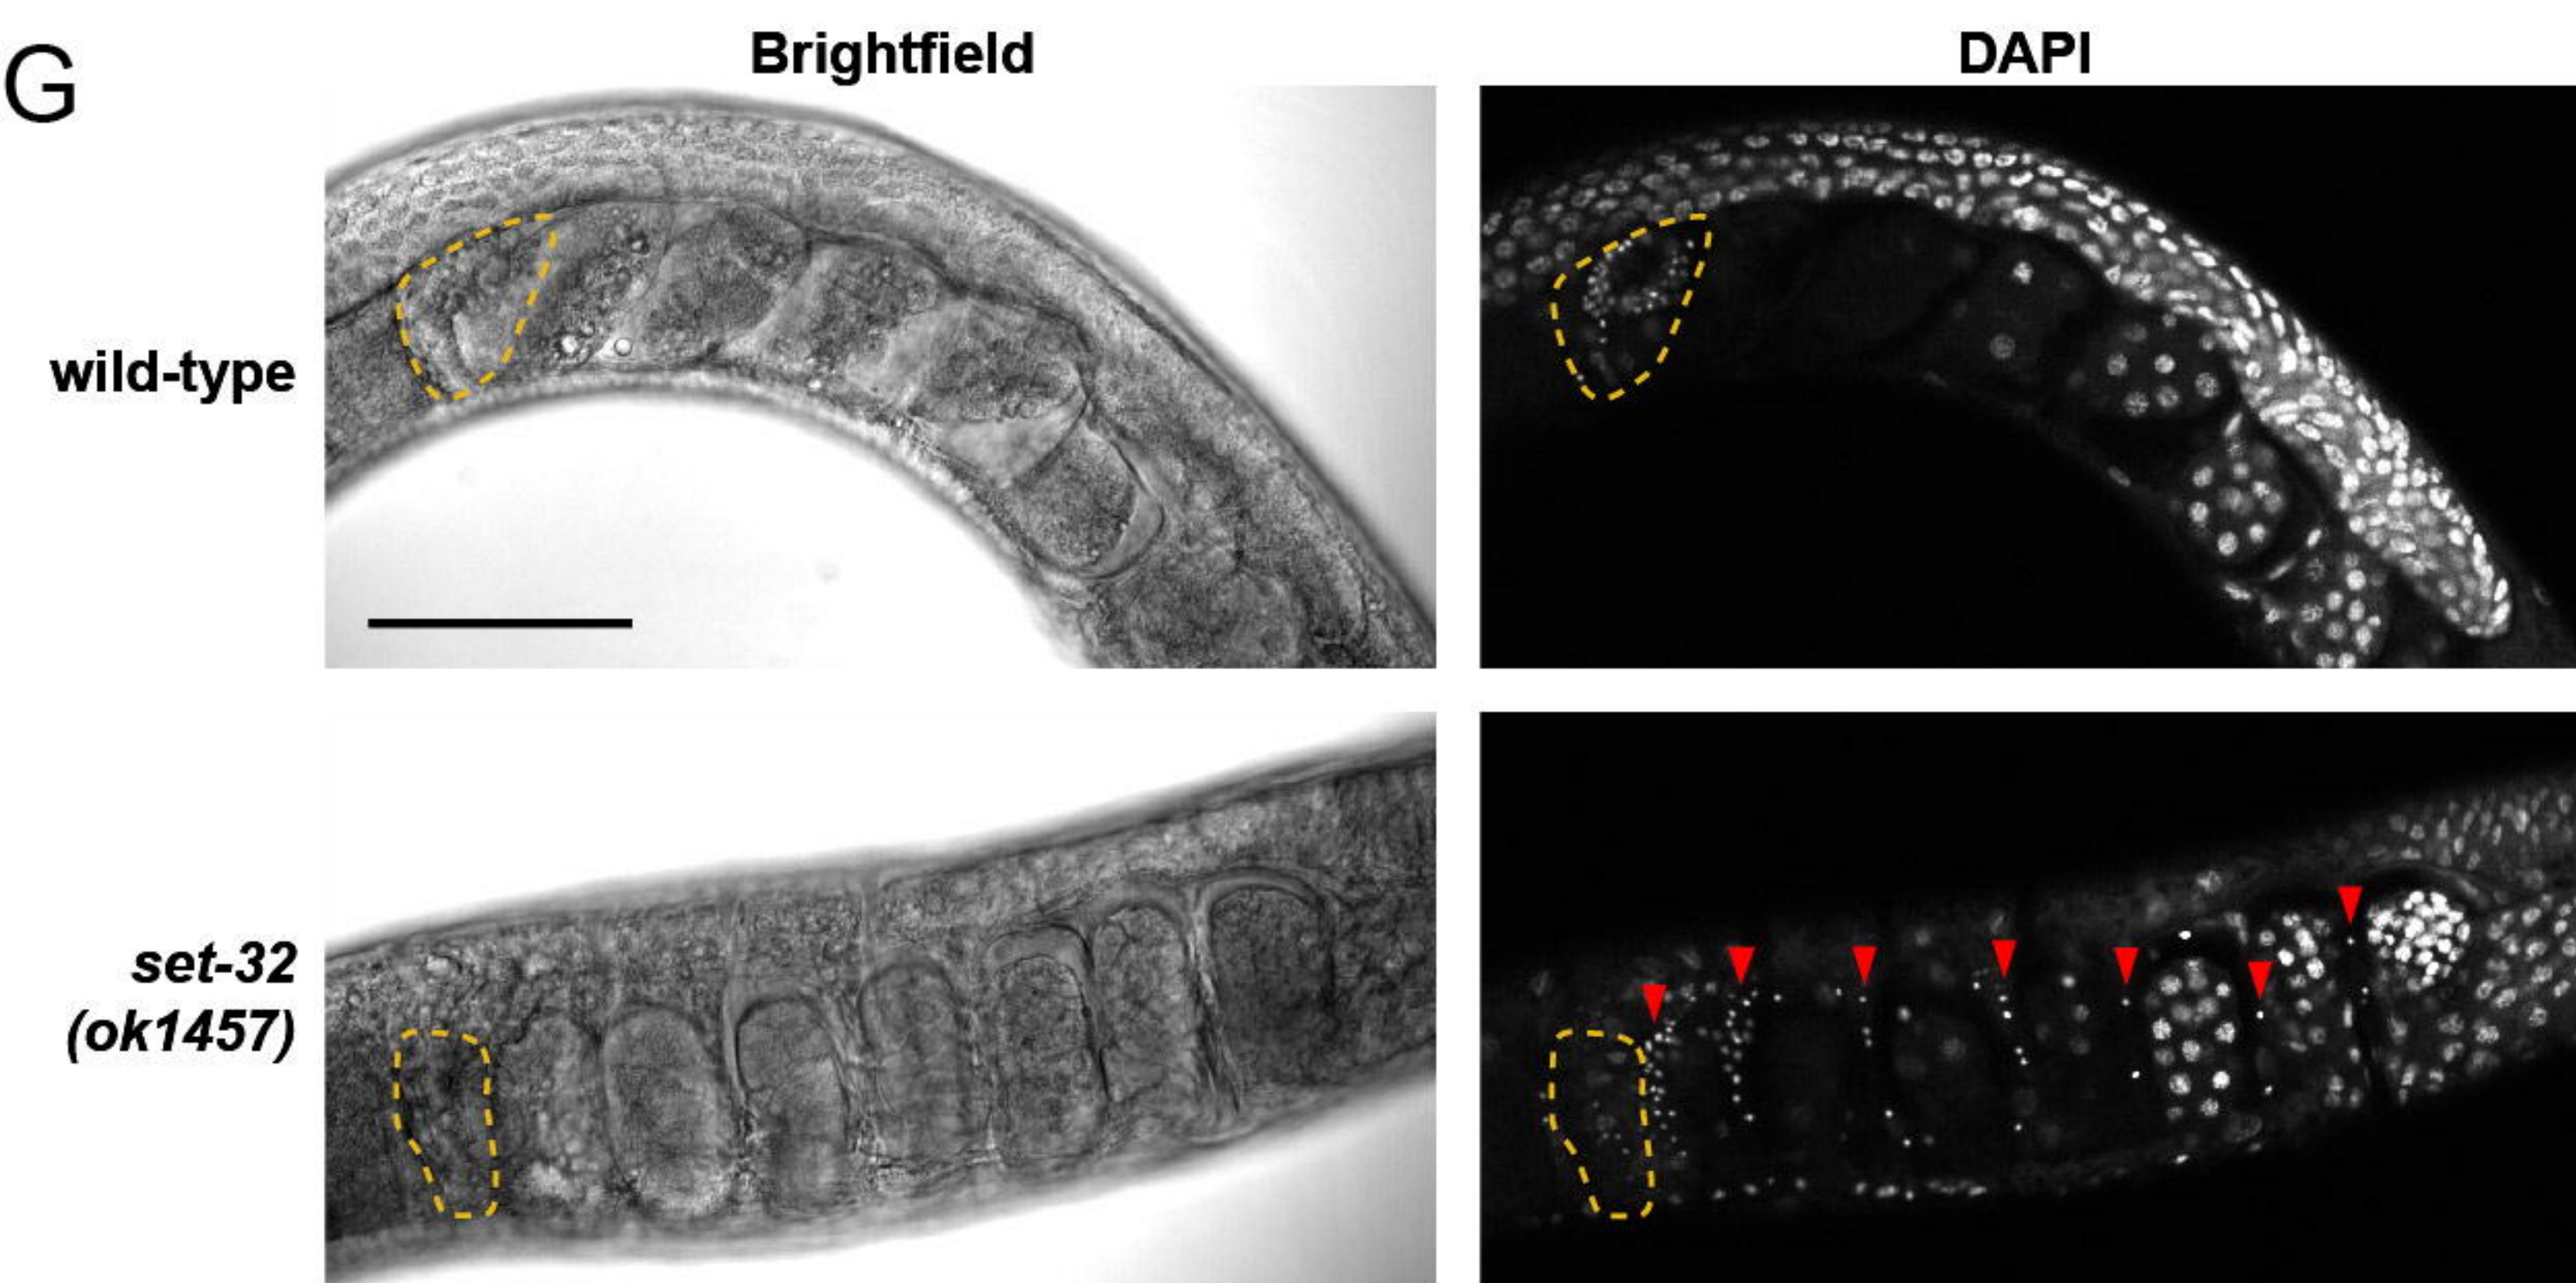 G
Brightfield
DAPI
wild-type
set-32
(ok1457)